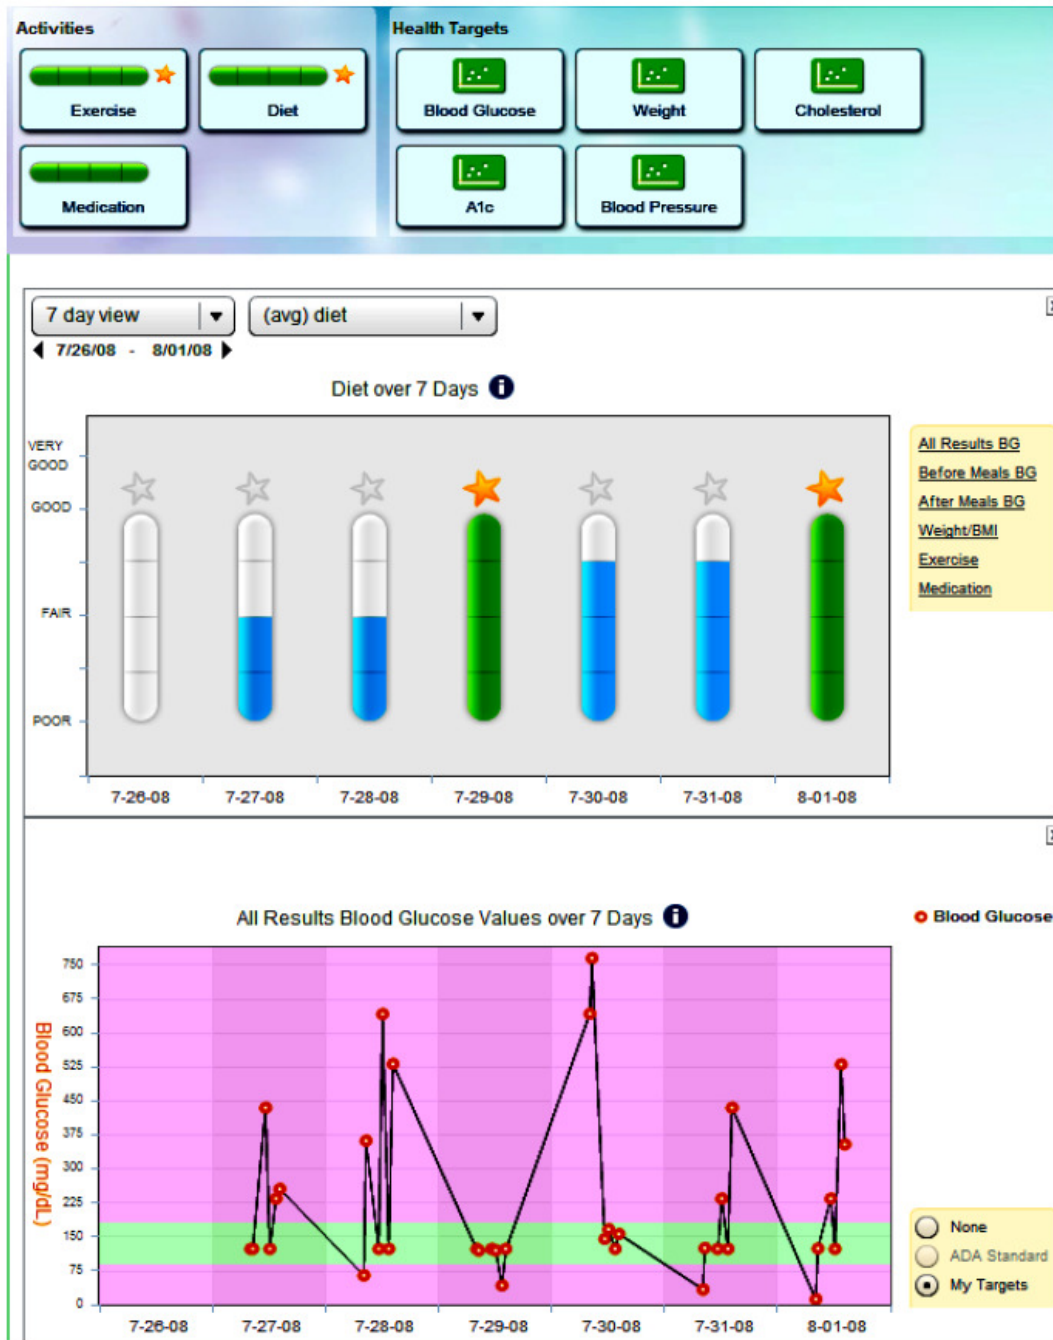 Activities
Health Targets
Exercise
Diet
Blood Glucose
Weight
Cholesterol
Medication
A1c
Blood Pressure
7 day view
(avg) diet
7/26/08 - 8/01/08
Diet over 7 Days
VERY
GOOD
GOOD
FAIR
POOR
7-26-08 7-27-08 7-28-08 7-29-08 7-30-08 7-31-08 8-01-08
All Results BG
Before Meals BG
After Meals BG
Weight/BMI
Exercise
Medication
All Results Blood Glucose Values over 7 Days
Blood Glucose
Blood Glucose (mg/dL)
750
675
600
525
450
375
300
225
150
75
0
7-26-08 7-27-08 7-28-08 7-29-08 7-30-08 7-31-08 8-01-08
None
ADA Standard
My Targets